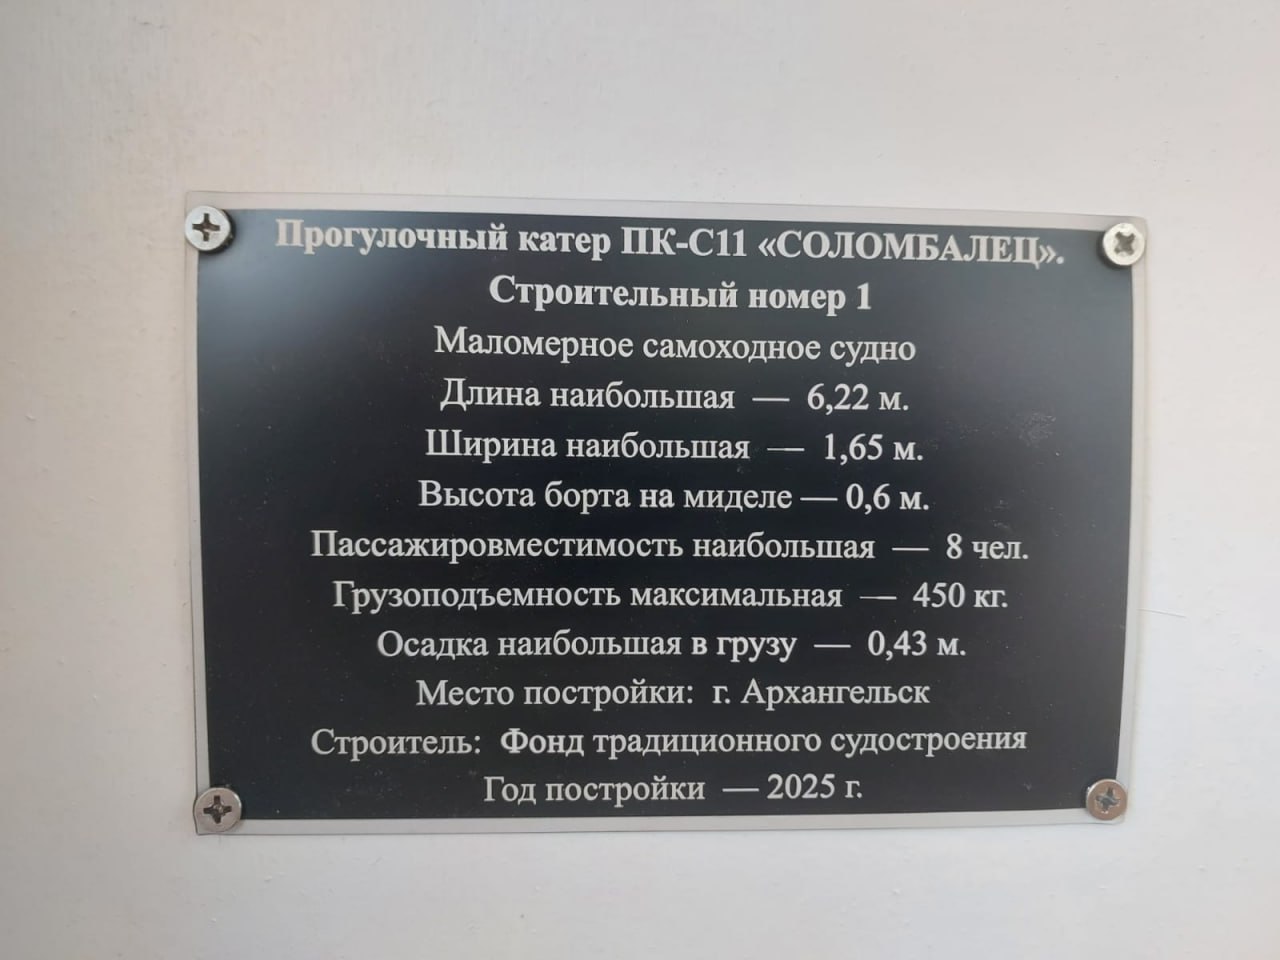 Прогулочный катер ПК-С11 «СОЛОМБАЛЕЦ».
Строительный номер 1
Маломерное самоходное судно
Длина наибольшая — 6,22 м.
Ширина наибольшая — 1,65 м.
Высота борта на миделе — 0,6 м.
Пассажировместимость наибольшая — 8 чел.
Грузоподъемность максимальная — 450 кг.
Осадка наибольшая в грузу — 0,43 м.
Место постройки: г. Архангельск
Строитель: Фонд традиционного судостроения
Год постройки — 2025 г.